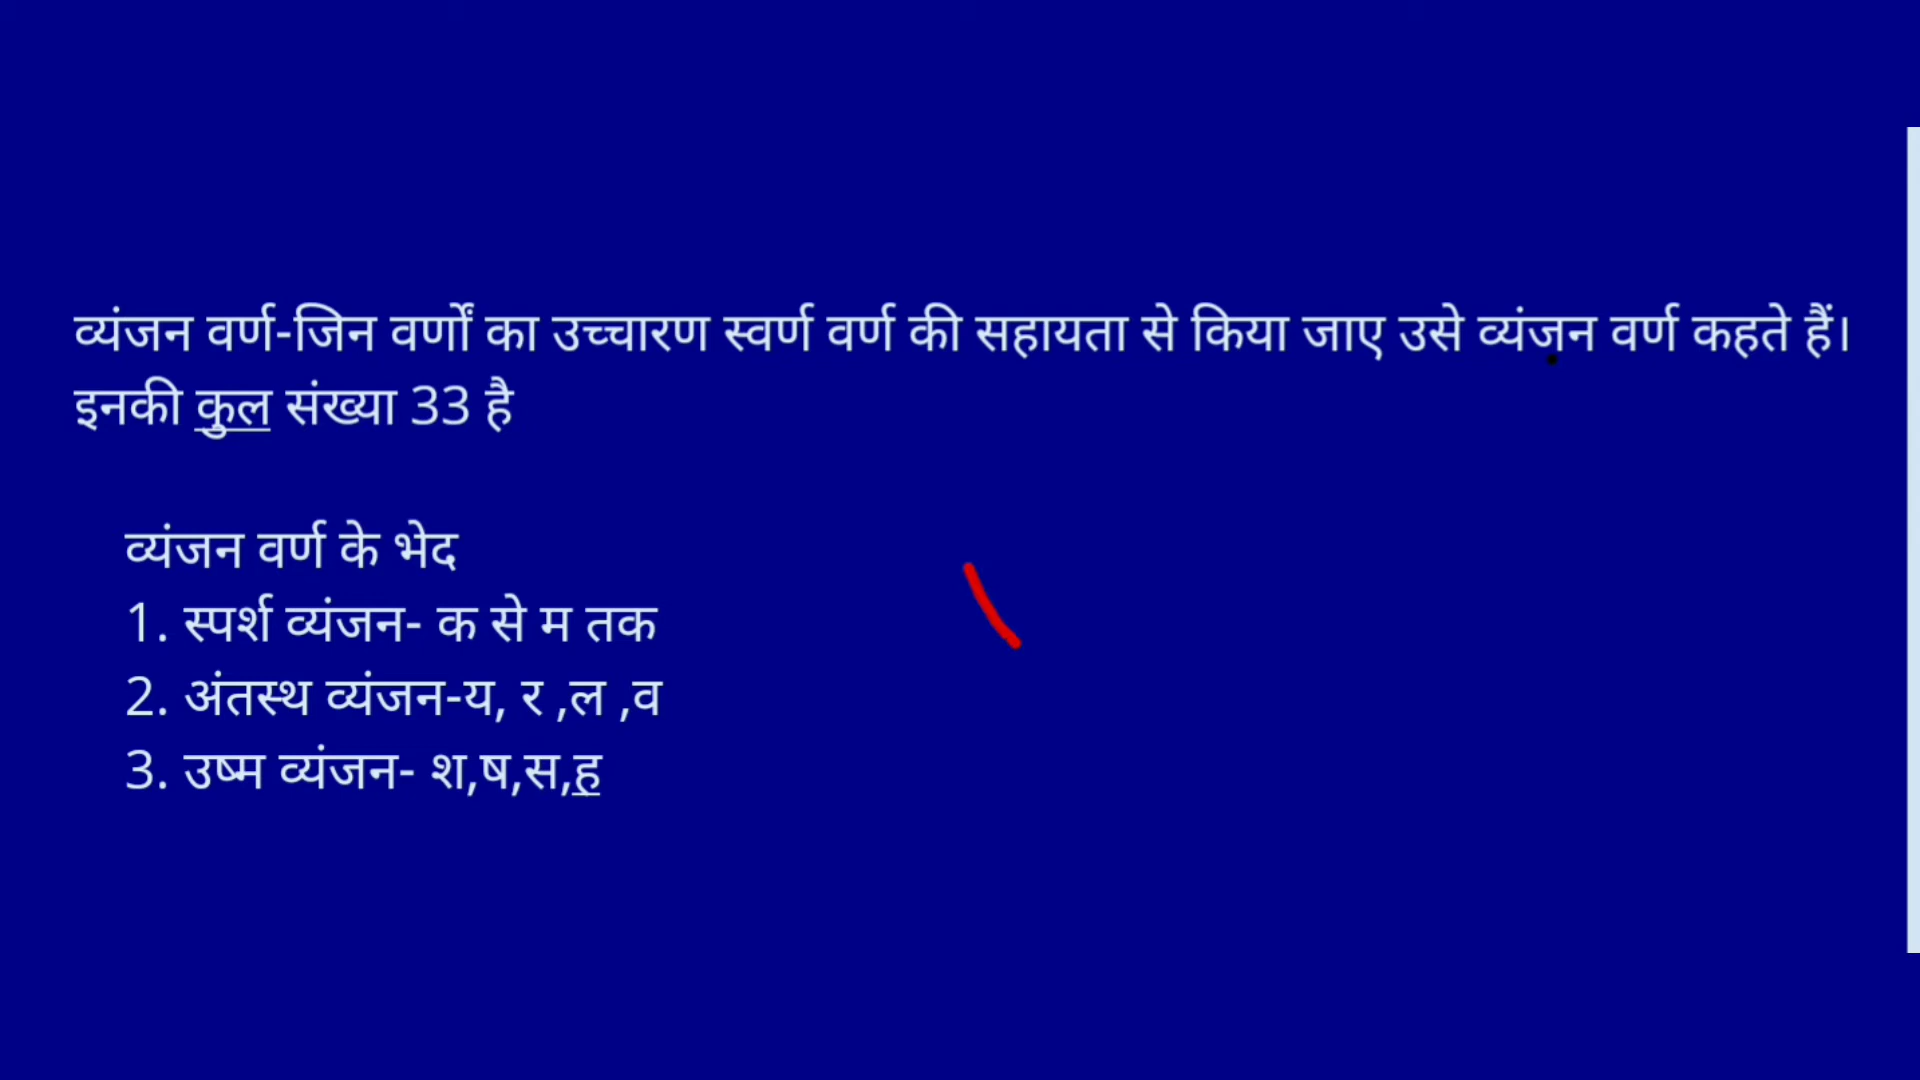 व्यंजन वर्ण-जिन वर्णों का उच्चारण स्वर्ण वर्ण की सहायता से किया जाए उसे व्यंजन वर्ण कहते हैं।
इनकी कुल संख्या 33 है
व्यंजन वर्ण के भेद
1. स्पर्श व्यंजन- क से म तक
2. अंतस्थ व्यंजन-य, र ,ल ,व
3. उष्म व्यंजन- श,ष,स,ह